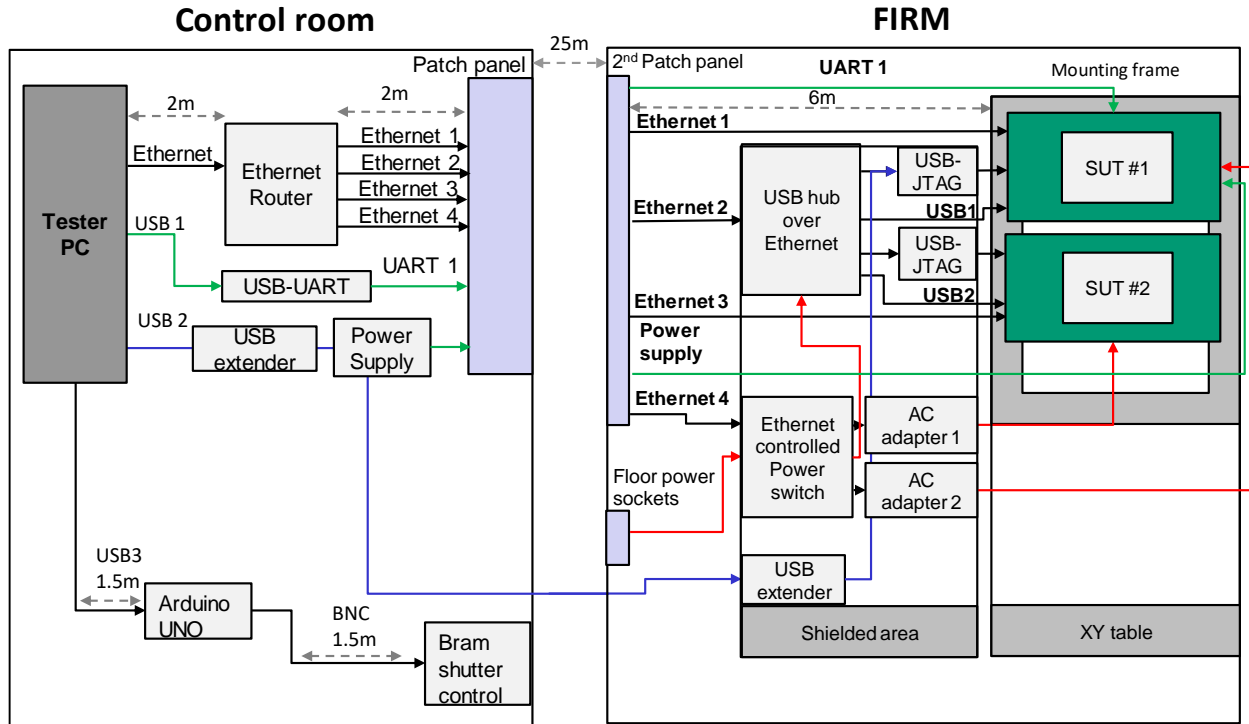 Control room
FIRM
25m
Patch panel
2nd Patch panel
UART 1
Mounting frame
2m
2m
6m
Ethernet
Ethernet
Router
Ethernet 1
Ethernet 2
Ethernet 3
Ethernet 4
Tester
PC
USB 1
USB-UART
UART 1
USB 2
USB
extender
Power
Supply
Ethernet 1
USB hub
over
Ethernet
USB-
JTAG
SUT #1
Ethernet 2
USB1
USB-
JTAG
SUT #2
USB2
Ethernet 3
Power
supply
Ethernet 4
Ethernet
controlled
Power
switch
AC
adapter 1
AC
adapter 2
Floor power
sockets
USB3
1.5m
Arduino
UNO
BNC
1.5m
Bram
shutter
control
USB
extender
Shielded area
XY table